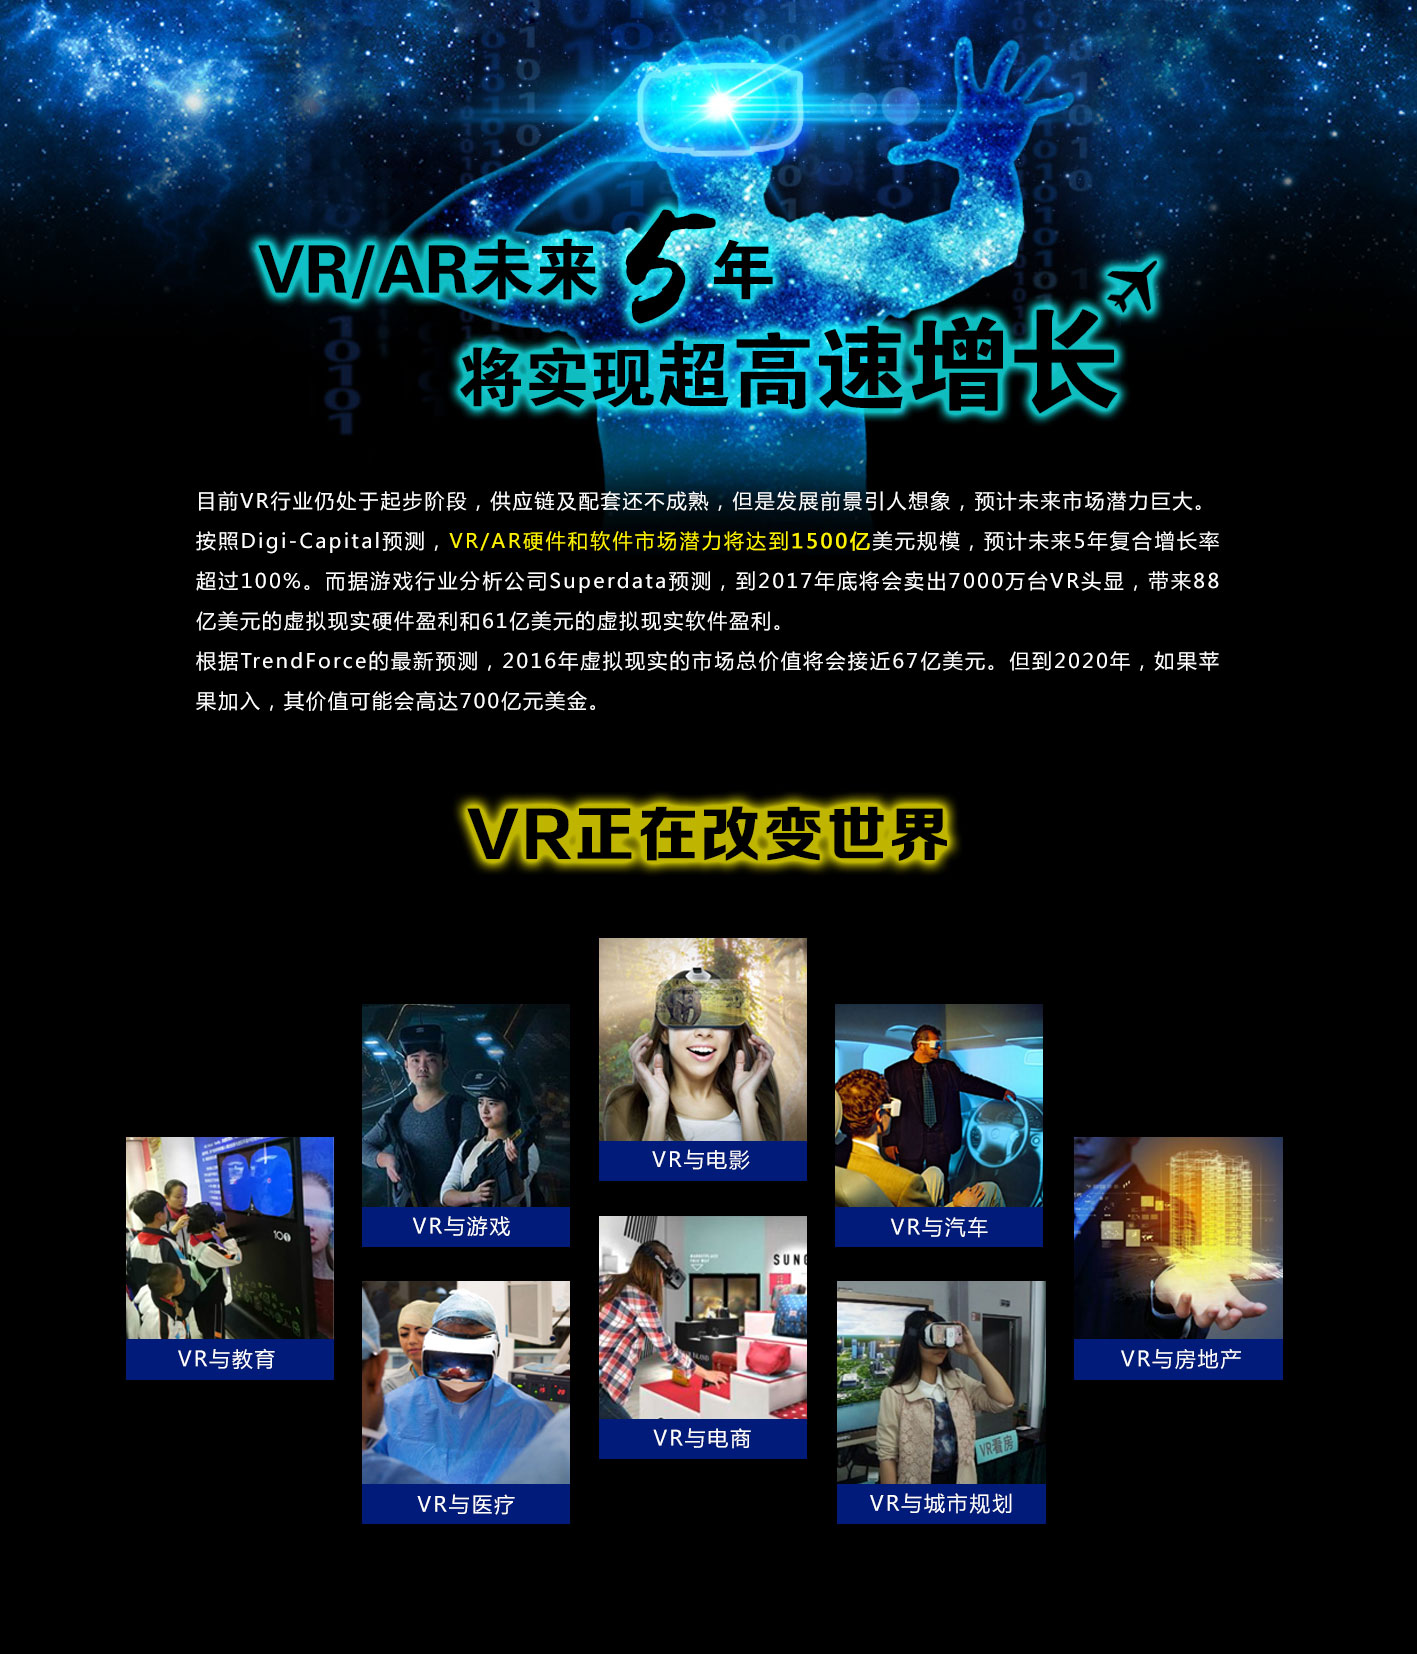 VR/AR未来5年
将实现超高速增长
目前VR行业仍处于起步阶段，供应链及配套还不成熟，但是发展前景引人想象，预计未来市场潜力巨大。
按照Digi-Capital预测，VR/AR硬件和软件市场潜力将达到1500亿美元规模，预计未来5年复合增长率
超过100%。而据游戏行业分析公司Superdata预测，到2017年底将会卖出7000万台VR头显，带来88
亿美元的虚拟现实硬件盈利和61亿美元的虚拟现实软件盈利。
根据TrendForce的最新预测，2016年虚拟现实的市场总价值将会接近67亿美元。但到2020年，如果苹
果加入，其价值可能会高达700亿元美金。
VR正在改变世界
VR与电影
VR与游戏
VR与汽车
SUNG
VR与教育
VR与房地产
VR看房
VR与电商
VR与医疗
VR与城市规划